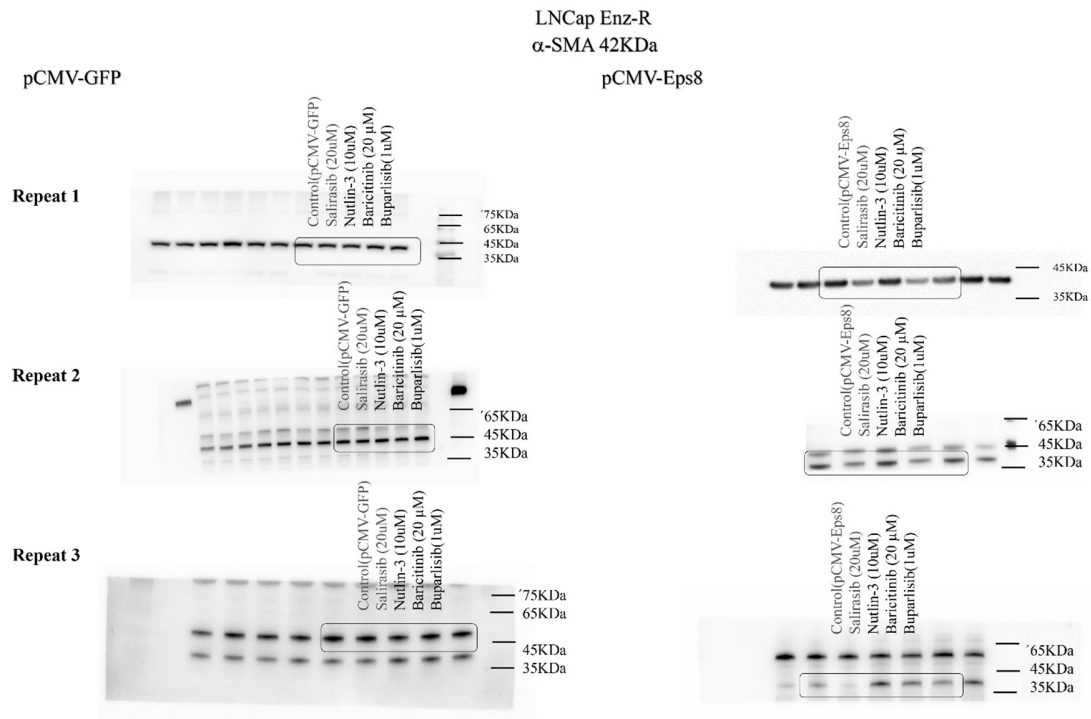 LNCap Enz-R
α-SMA 42KDa
pCMV-GFP
pCMV-Eps8
Repeat 1
Control(pCMV-GFP)
Salirasib (20uM)
Nutlin-3 (10uM)
Baricitinib (20 µM)
Buparlisib(1uM)
75KDa
65KDa
45KDa
35KDa
Control(pCMV-Eps8)
Salirasib (20uM)
Nutlin-3 (10uM)
Baricitinib (20 µM)
Buparlisib(1uM)
45KDa
35KDa
Repeat 2
Control(pCMV-GFP)
Salirasib (20uM)
Nutlin-3 (10uM)
Baricitinib (20 µM)
Buparlisib(1uM)
65KDa
45KDa
35KDa
Control(pCMV-Eps8)
Salirasib (20uM)
Nutlin-3 (10uM)
Baricitinib (20 µM)
Buparlisib(1uM)
65KDa
45KDa
35KDa
Repeat 3
Control(pCMV-GFP)
Salirasib (20uM)
Nutlin-3 (10uM)
Baricitinib (20 µM)
Buparlisib(1uM)
75KDa
65KDa
45KDa
35KDa
Control(pCMV-Eps8)
Salirasib (20uM)
Nutlin-3 (10uM)
Baricitinib (20 µM)
Buparlisib(1uM)
65KDa
45KDa
35KDa